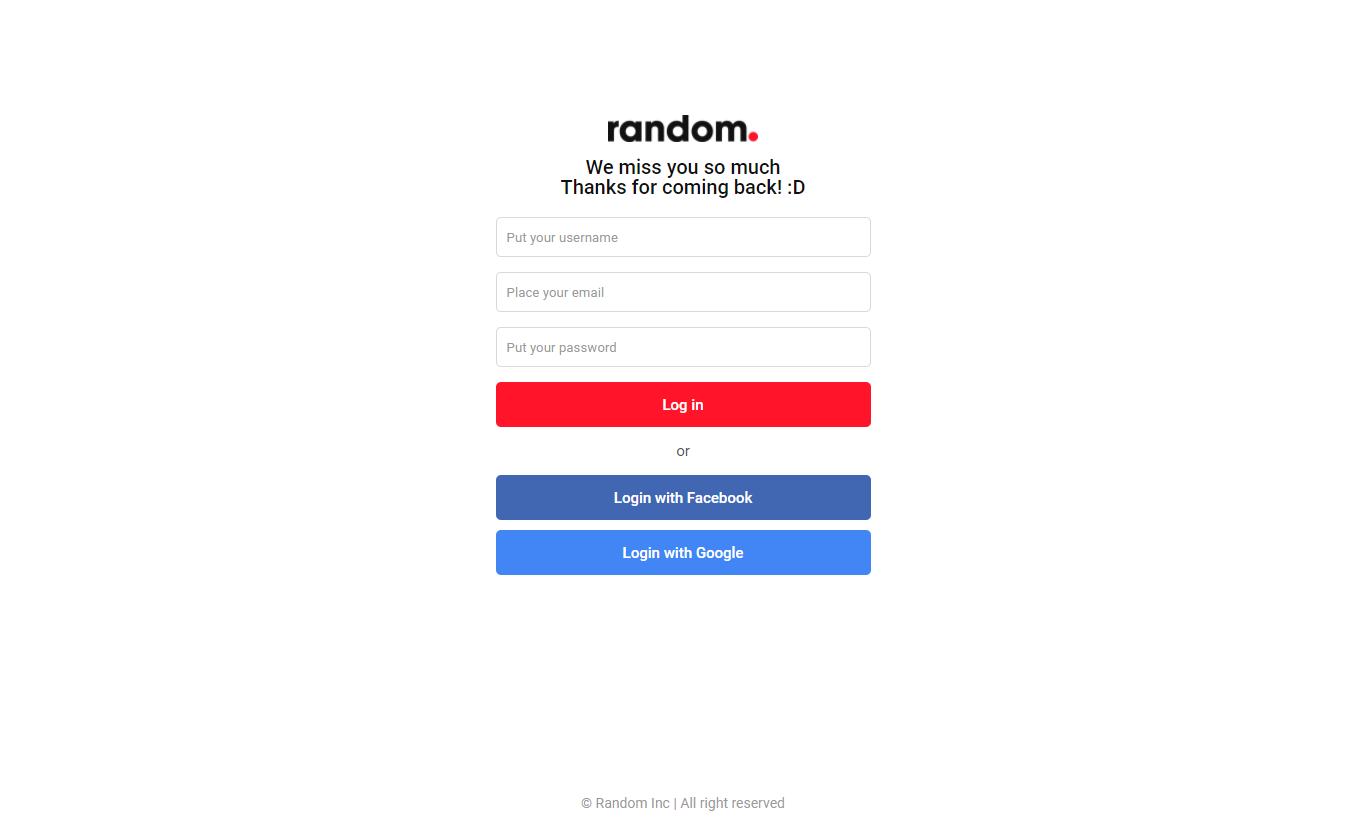 random.
We miss you so much
Thanks for coming back! :D
Put your username
Place your email
Put your password
Log in
or
Login with Facebook
Login with Google
© Random Inc | All right reserved